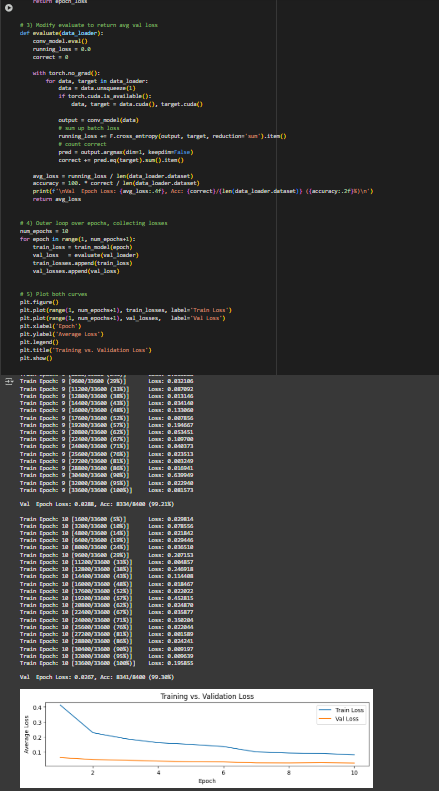 return epoch_loss
# 3) Modify evaluate to return avg val loss
def evaluate(data_loader):
conv_model.eval()
running_loss = 0.0
correct = 0
with torch.no_grad():
for data, target in data_loader:
data = data.unsqueeze(1)
if torch.cuda.is_available():
data, target = data.cuda(), target.cuda()
output = conv_model(data)
# sum up batch loss
running_loss += F.cross_entropy(output, target, reduction='sum').item()
# count correct
pred = output.argmax(dim=1, keepdim=False)
correct += pred.eq(target).sum().item()
avg_loss = running_loss / len(data_loader.dataset)
accuracy = 100. * correct / len(data_loader.dataset)
print(f'\nVal  Epoch Loss: {avg_loss:.4f}, Acc: {correct}/{len(data_loader.dataset)} ({accuracy:.2f}%)\n')
return avg_loss
# 4) Outer loop over epochs, collecting losses
num_epochs = 10
for epoch in range(1, num_epochs+1):
train_loss = train_model(epoch)
val_loss   = evaluate(val_loader)
train_losses.append(train_loss)
val_losses.append(val_loss)
# 5) Plot both curves
plt.figure()
plt.plot(range(1, num_epochs+1), train_losses, label='Train Loss')
plt.plot(range(1, num_epochs+1), val_losses,   label='Val Loss')
plt.xlabel('Epoch')
plt.ylabel('Average Loss')
plt.legend()
plt.title('Training vs. Validation Loss')
plt.show()
Train Epoch: 9 [9600/33600 (29%)]     Loss: 0.032106
Train Epoch: 9 [11200/33600 (33%)]     Loss: 0.087092
Train Epoch: 9 [12800/33600 (38%)]     Loss: 0.013146
Train Epoch: 9 [14400/33600 (43%)]     Loss: 0.034140
Train Epoch: 9 [16000/33600 (48%)]     Loss: 0.133060
Train Epoch: 9 [17600/33600 (52%)]     Loss: 0.007856
Train Epoch: 9 [19200/33600 (57%)]     Loss: 0.194667
Train Epoch: 9 [20800/33600 (62%)]     Loss: 0.053451
Train Epoch: 9 [22400/33600 (67%)]     Loss: 0.109700
Train Epoch: 9 [24000/33600 (71%)]     Loss: 0.040373
Train Epoch: 9 [25600/33600 (76%)]     Loss: 0.023513
Train Epoch: 9 [27200/33600 (81%)]     Loss: 0.003249
Train Epoch: 9 [28800/33600 (86%)]     Loss: 0.016941
Train Epoch: 9 [30400/33600 (90%)]     Loss: 0.039949
Train Epoch: 9 [32000/33600 (95%)]     Loss: 0.022940
Train Epoch: 9 [33600/33600 (100%)]     Loss: 0.081573
Val  Epoch Loss: 0.0288, Acc: 8334/8400 (99.21%)
Train Epoch: 10 [1600/33600 (5%)]     Loss: 0.029814
Train Epoch: 10 [3200/33600 (10%)]     Loss: 0.078556
Train Epoch: 10 [4800/33600 (14%)]     Loss: 0.021842
Train Epoch: 10 [6400/33600 (19%)]     Loss: 0.029446
Train Epoch: 10 [8000/33600 (24%)]     Loss: 0.036510
Train Epoch: 10 [9600/33600 (29%)]     Loss: 0.207153
Train Epoch: 10 [11200/33600 (33%)]     Loss: 0.004857
Train Epoch: 10 [12800/33600 (38%)]     Loss: 0.246918
Train Epoch: 10 [14400/33600 (43%)]     Loss: 0.114408
Train Epoch: 10 [16000/33600 (48%)]     Loss: 0.018467
Train Epoch: 10 [17600/33600 (52%)]     Loss: 0.022022
Train Epoch: 10 [19200/33600 (57%)]     Loss: 0.452815
Train Epoch: 10 [20800/33600 (62%)]     Loss: 0.024870
Train Epoch: 10 [22400/33600 (67%)]     Loss: 0.035877
Train Epoch: 10 [24000/33600 (71%)]     Loss: 0.350204
Train Epoch: 10 [25600/33600 (76%)]     Loss: 0.022044
Train Epoch: 10 [27200/33600 (81%)]     Loss: 0.001589
Train Epoch: 10 [28800/33600 (86%)]     Loss: 0.024241
Train Epoch: 10 [30400/33600 (90%)]     Loss: 0.009197
Train Epoch: 10 [32000/33600 (95%)]     Loss: 0.009639
Train Epoch: 10 [33600/33600 (100%)]     Loss: 0.195855
Val  Epoch Loss: 0.0267, Acc: 8341/8400 (99.30%)
Training vs. Validation Loss
Train Loss
Val Loss
Average Loss
0.4
0.3
0.2
0.1
2 4 6 8 10
Epoch